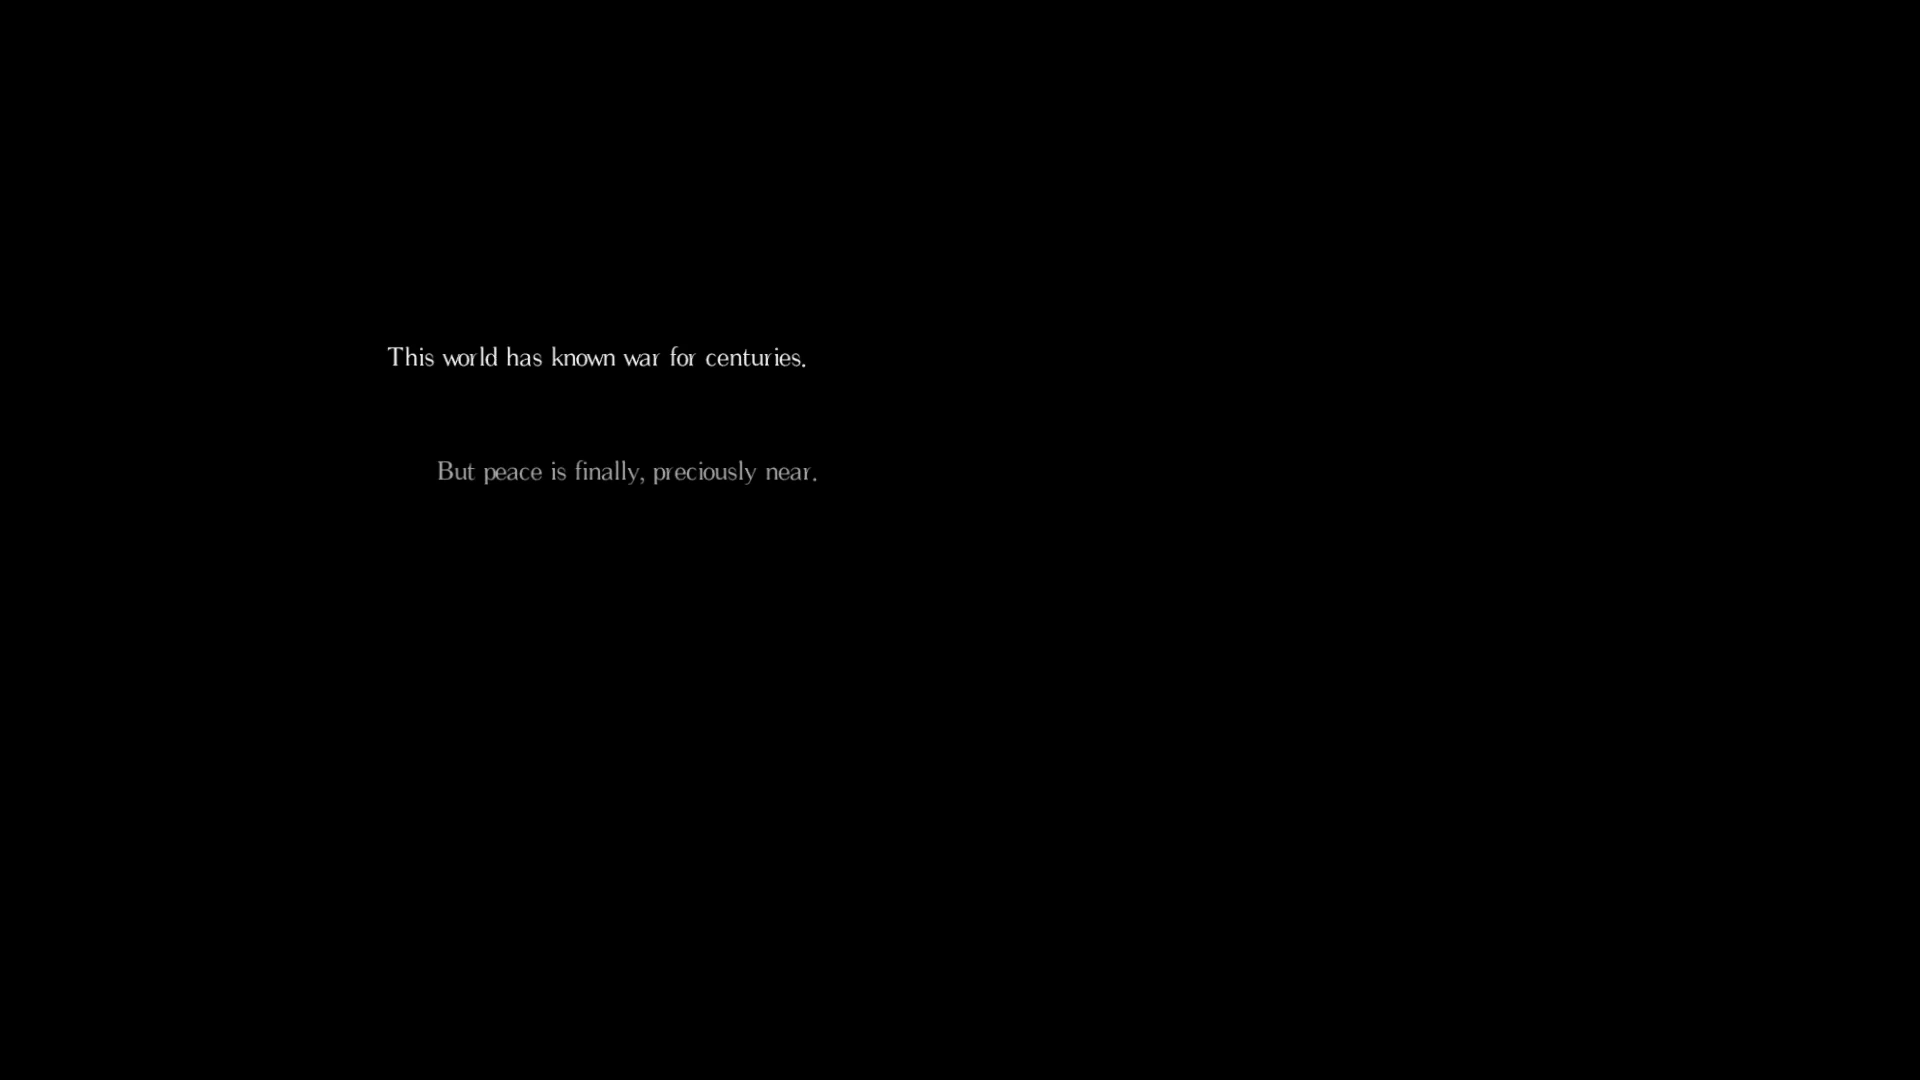 This world has known war for centuries.
But peace is finally, preciously near.